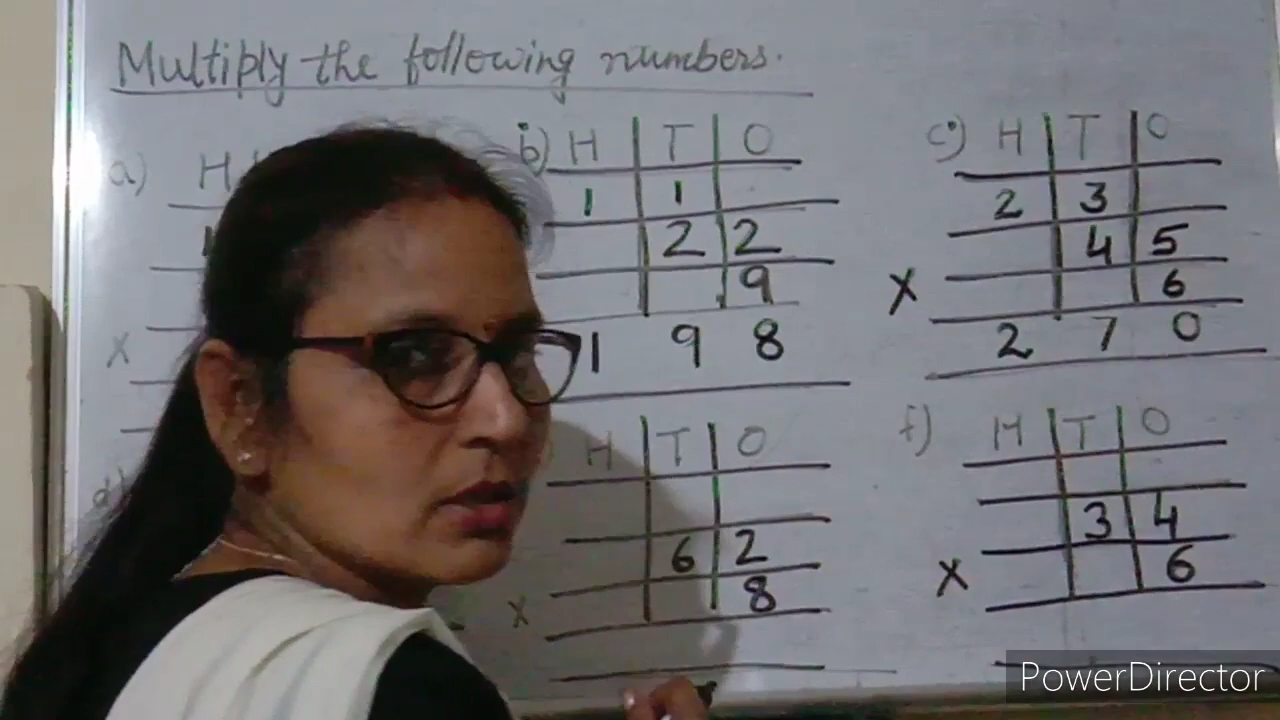 Multiply the following numbers.
a) H
1
X
b) H T O
1 1
2 2
9
1 9 8
c) H T O
2 3
4 5
X 6
2 7 0
d)
H T O
6 2
X 8
f) H T O
3 4
X 6
PowerDirector